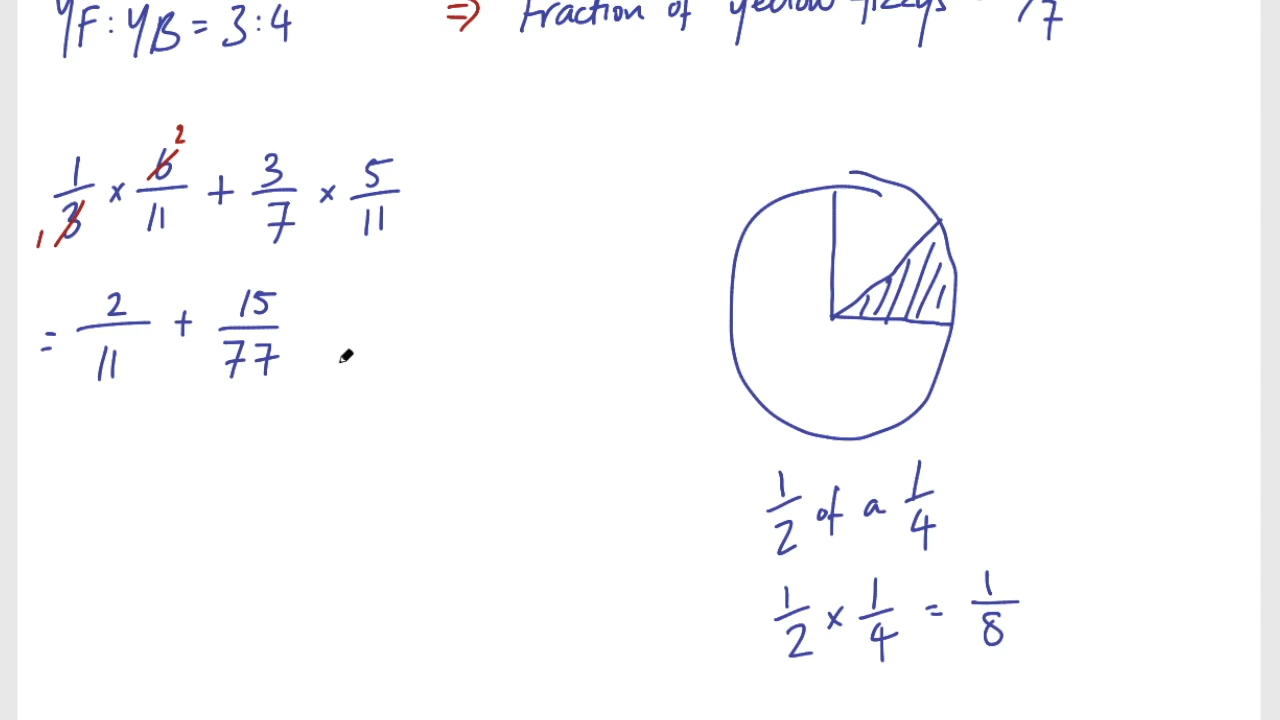 YF : YB = 3:4 ⇒ fraction of yellow fizzys /7
1/3 × 6/11 + 3/7 × 5/11
1 2
= 2/11 + 15/77
1/2 of a 1/4
1/2 × 1/4 = 1/8